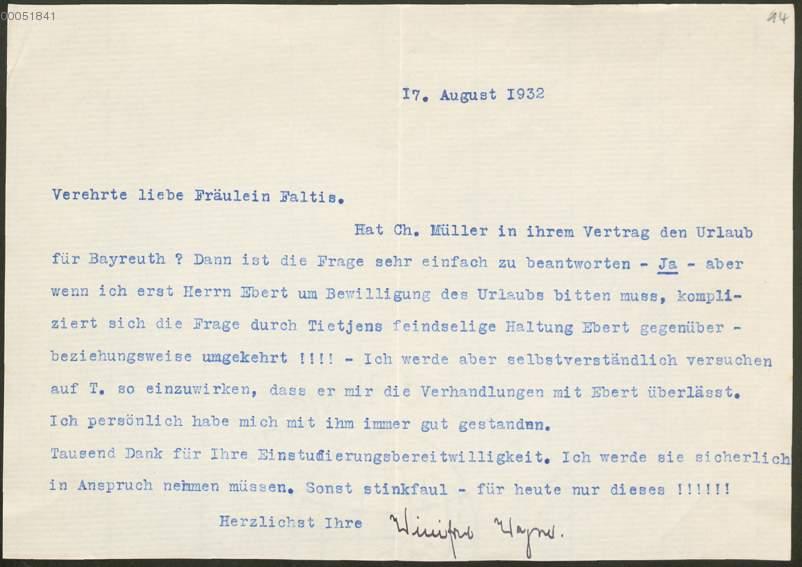 00051841
94
17. August 1932
Verehrte liebe Fräulein Faltis.
Hat Ch. Müller in ihrem Vertrag den Urlaub
für Bayreuth ? Dann ist die Frage sehr einfach zu beantworten - Ja - aber
wenn ich erst Herrn Ebert um Bewilligung des Urlaubs bitten muss, kompli-
ziert sich die Frage durch Tietjens feindselige Haltung Ebert gegenüber -
beziehungsweise umgekehrt !!!! - Ich werde aber selbstverständlich versuchen
auf T. so einzuwirken, dass er mir die Verhandlungen mit Ebert überlässt.
Ich persönlich habe mich mit ihm immer gut gestanden.
Tausend Dank für Ihre Einstudierungsbereitwilligkeit. Ich werde sie sicherlich
in Anspruch nehmen müssen. Sonst stinkfaul - für heute nur dieses !!!!!!
Herzlichst Ihre Winifred Wagner.